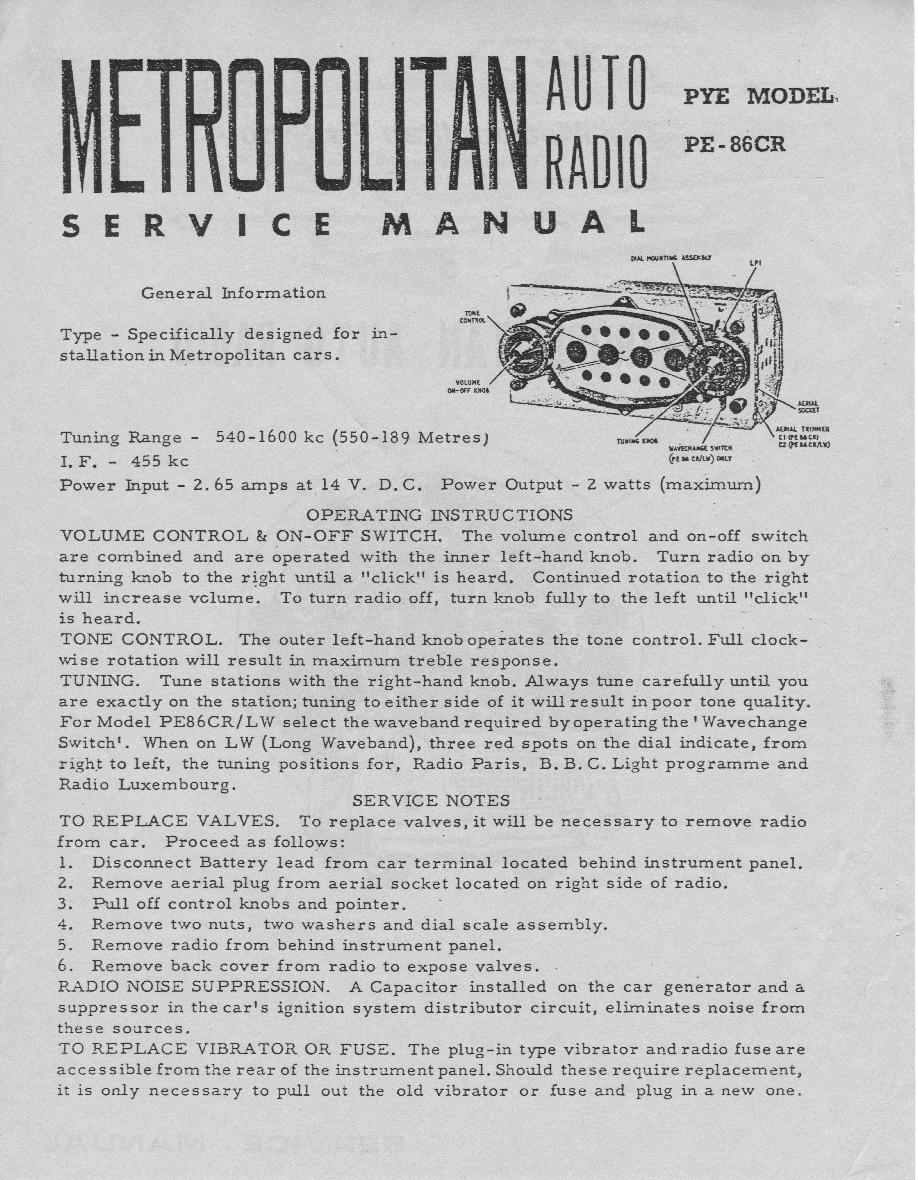 METROPOLITAN AUTO RADIO
PYE MODEL
PE-86CR
SERVICE MANUAL
DIAL MOUNTING ASSEMBLY
LP1
TONE
CONTROL
VOLUME
ON-OFF KNOB
TUNING KNOB
WAVECHANGE SWITCH
(PE 86 CR/LW) ONLY
AERIAL
SOCKET
AERIAL TRIMMER
C1 (PE 86 CR)
C2 (PE 86 CR/LW)
General Information
Type - Specifically designed for in-
stallation in Metropolitan cars.
Tuning Range - 540-1600 kc (550-189 Metres)
I. F. - 455 kc
Power Input - 2.65 amps at 14 V. D.C. Power Output - 2 watts (maximum)
OPERATING INSTRUCTIONS
VOLUME CONTROL & ON-OFF SWITCH. The volume control and on-off switch
are combined and are operated with the inner left-hand knob. Turn radio on by
turning knob to the right until a "click" is heard. Continued rotation to the right
will increase volume. To turn radio off, turn knob fully to the left until "click"
is heard.
TONE CONTROL. The outer left-hand knob operates the tone control. Full clock-
wise rotation will result in maximum treble response.
TUNING. Tune stations with the right-hand knob. Always tune carefully until you
are exactly on the station; tuning to either side of it will result in poor tone quality.
For Model PE86CR/LW select the waveband required by operating the 'Wavechange
Switch'. When on LW (Long Waveband), three red spots on the dial indicate, from
right to left, the tuning positions for, Radio Paris, B.B.C. Light programme and
Radio Luxembourg.
SERVICE NOTES
TO REPLACE VALVES. To replace valves, it will be necessary to remove radio
from car. Proceed as follows:
1. Disconnect Battery lead from car terminal located behind instrument panel.
2. Remove aerial plug from aerial socket located on right side of radio.
3. Pull off control knobs and pointer.
4. Remove two nuts, two washers and dial scale assembly.
5. Remove radio from behind instrument panel.
6. Remove back cover from radio to expose valves.
RADIO NOISE SUPPRESSION. A Capacitor installed on the car generator and a
suppressor in the car's ignition system distributor circuit, eliminates noise from
these sources.
TO REPLACE VIBRATOR OR FUSE. The plug-in type vibrator and radio fuse are
accessible from the rear of the instrument panel. Should these require replacement,
it is only necessary to pull out the old vibrator or fuse and plug in a new one.